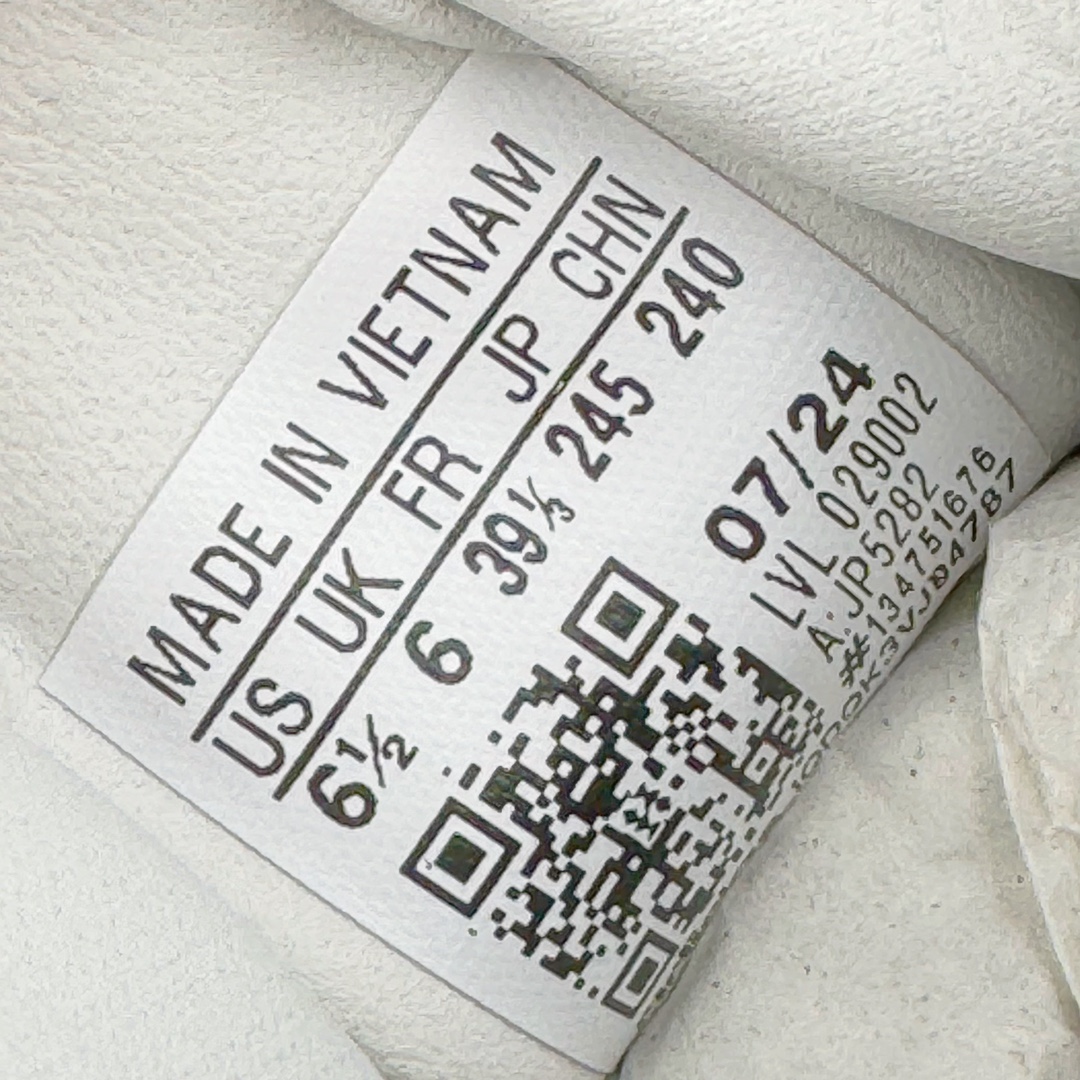 MADE IN VIETNAM
US UK FR JP CHN
6½ 6 39⅓ 245 240
07/24
LVL 029002
A: JP5282
#1347751676